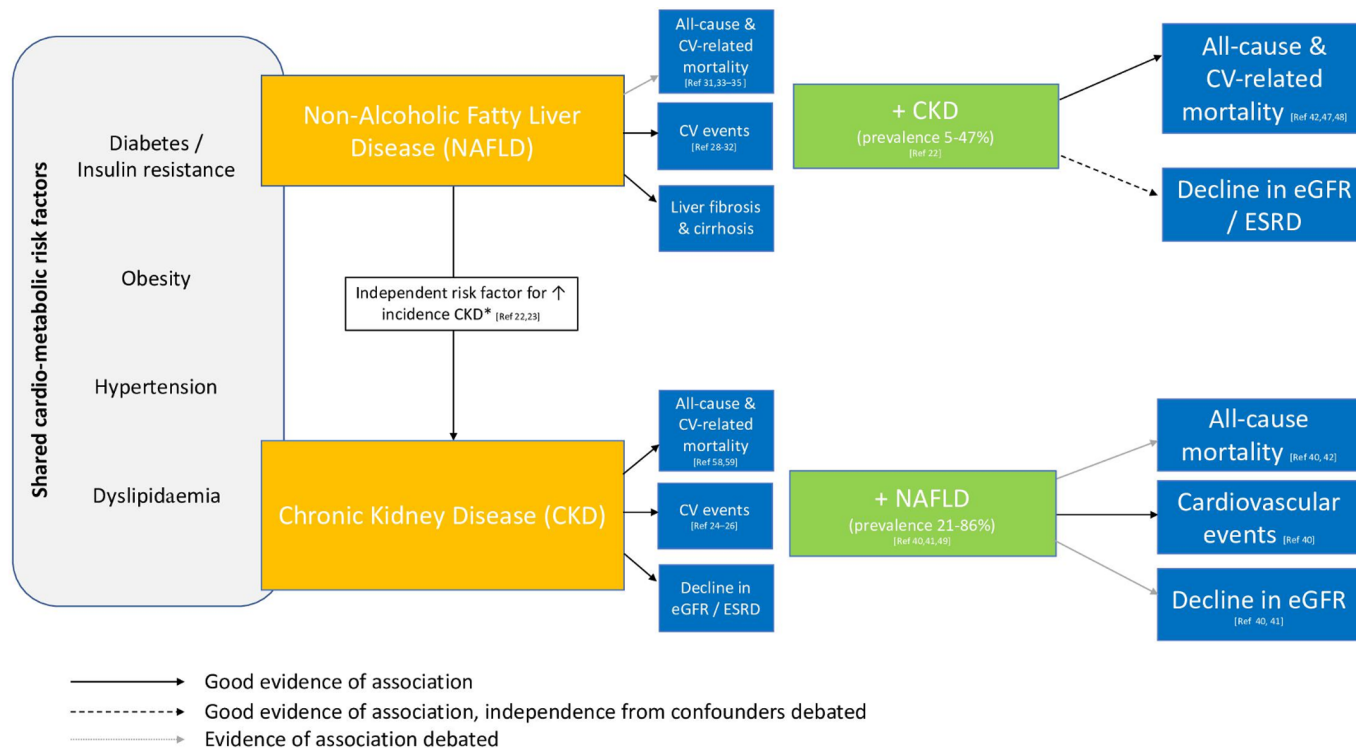 Shared cardio-metabolic risk factors
Diabetes /
Insulin resistance
Obesity
Hypertension
Dyslipidaemia
Non-Alcoholic Fatty Liver
Disease (NAFLD)
All-cause &
CV-related
mortality
[Ref 31,33–35 ]
CV events
[Ref 28-32]
Liver fibrosis
& cirrhosis
+ CKD
(prevalence 5-47%)
[Ref 22]
All-cause &
CV-related
mortality [Ref 42,47,48]
Decline in eGFR
/ ESRD
Independent risk factor for ↑
incidence CKD* [Ref 22,23]
Chronic Kidney Disease (CKD)
All-cause &
CV-related
mortality
[Ref 58,59]
CV events
[Ref 24–26]
Decline in
eGFR / ESRD
+ NAFLD
(prevalence 21-86%)
[Ref 40,41,49]
All-cause
mortality [Ref 40, 42]
Cardiovascular
events [Ref 40]
Decline in eGFR
[Ref 40, 41]
Good evidence of association
Good evidence of association, independence from confounders debated
Evidence of association debated